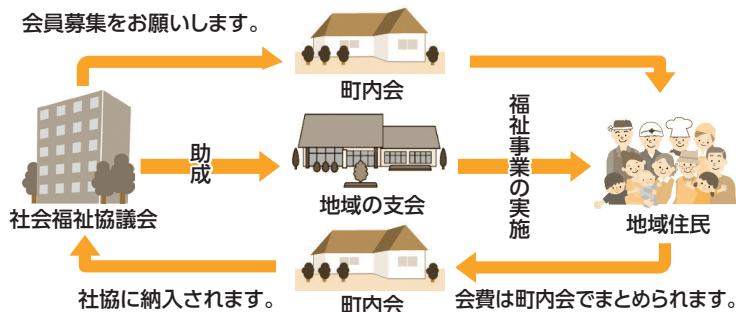 会員募集をお願いします。
町内会
助成
福祉事業の実施
社会福祉協議会
地域の支会
地域住民
社協に納入されます。
町内会
会費は町内会でまとめられます。